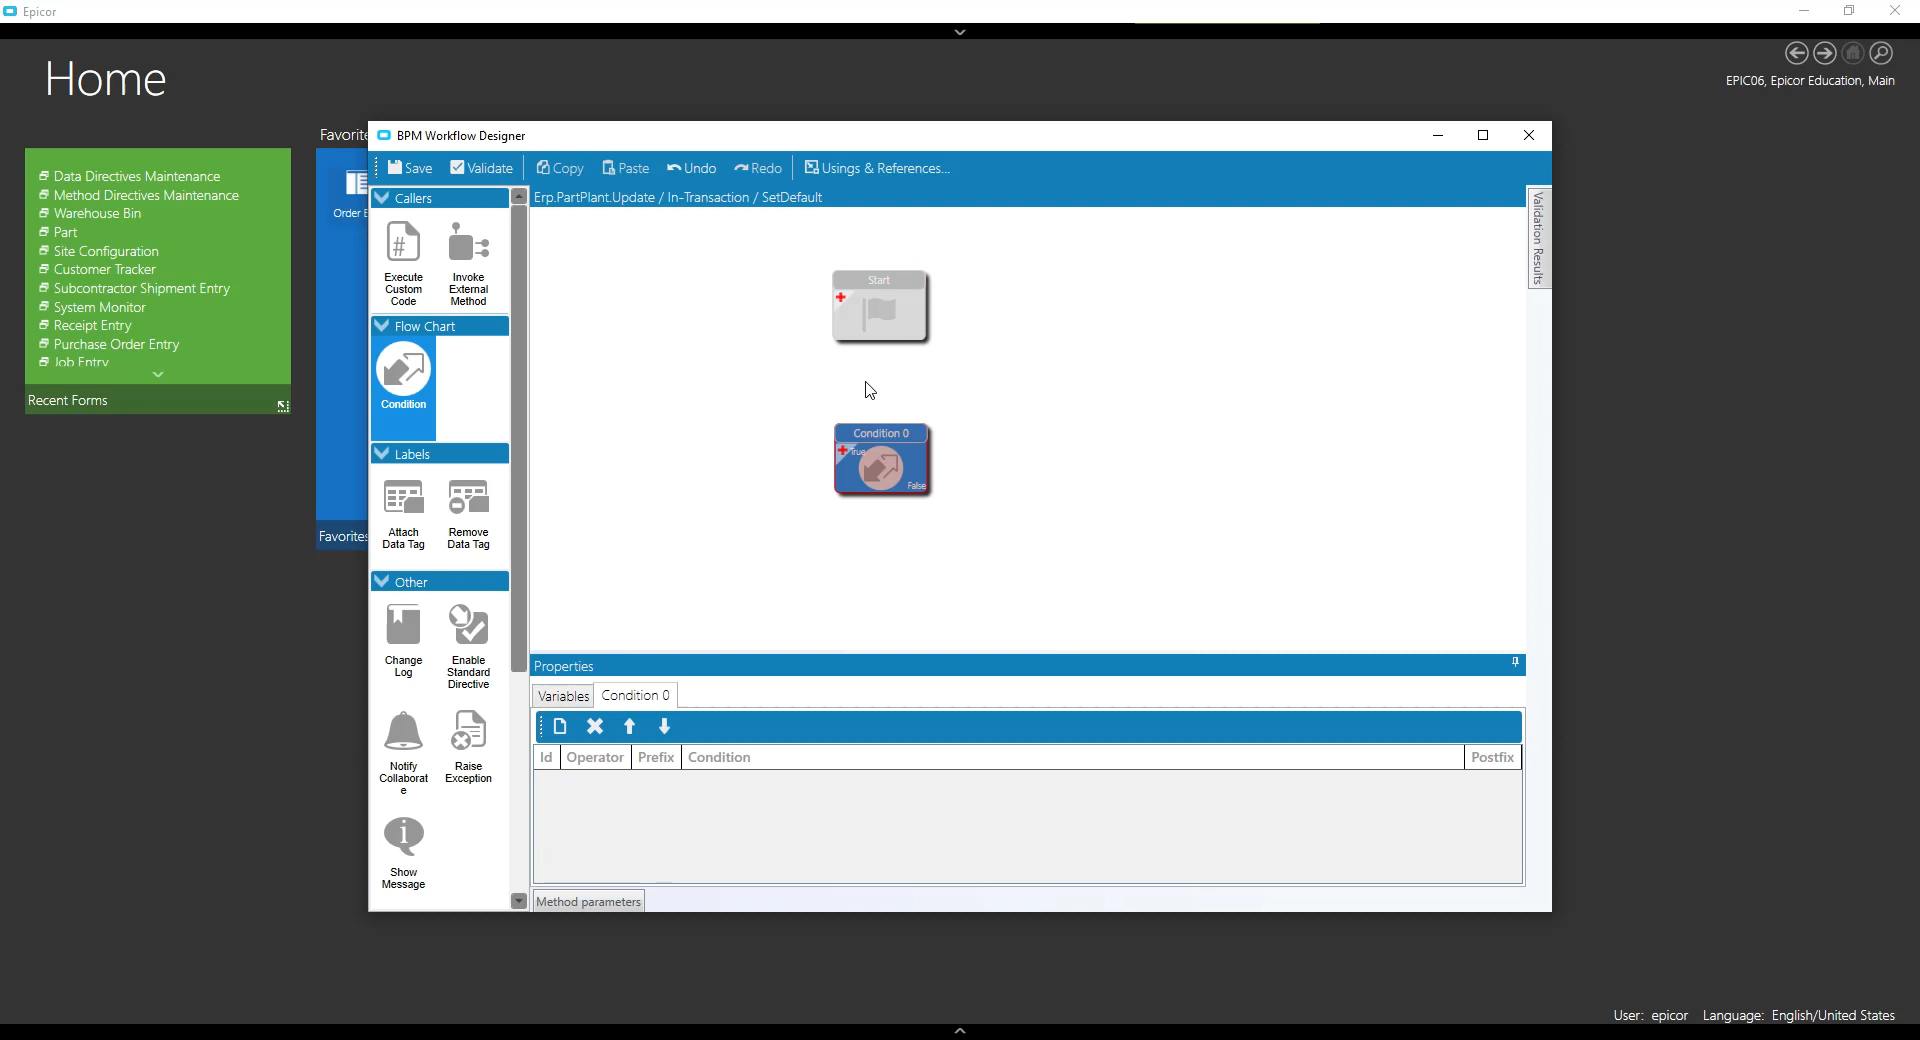 Epicor
Home
EPIC06, Epicor Education, Main
Data Directives Maintenance
Method Directives Maintenance
Warehouse Bin
Part
Site Configuration
Customer Tracker
Subcontractor Shipment Entry
System Monitor
Receipt Entry
Purchase Order Entry
Job Entry
Recent Forms
Favorite
Order E
Favorites
BPM Workflow Designer
Save
Validate
Copy
Paste
Undo
Redo
Usings & References...
Callers
Execute
Custom
Code
Invoke
External
Method
Flow Chart
Condition
Labels
Attach
Data Tag
Remove
Data Tag
Other
Change
Log
Enable
Standard
Directive
Notify
Collaborat
e
Raise
Exception
Show
Message
Erp.PartPlant.Update / In-Transaction / SetDefault
Start
Condition 0
True
False
Validation Results
Properties
Variables
Condition 0
Id Operator Prefix Condition Postfix
Method parameters
User: epicor Language: English/United States